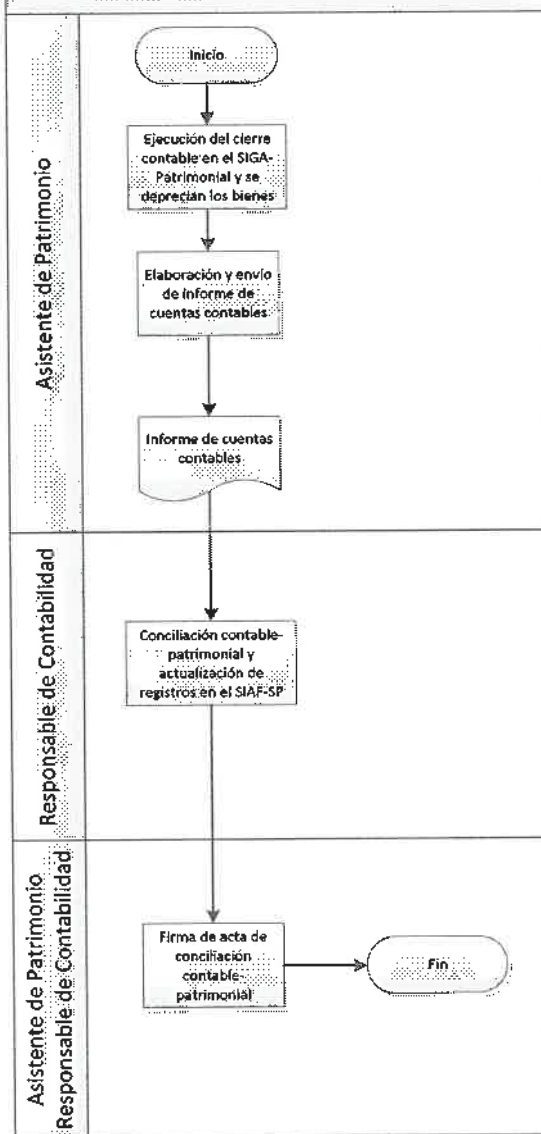 Asistente de Patrimonio
Inicio
Ejecución del cierre
contable en el SIGA-
Patrimonial y se
deprecian los bienes
Elaboración y envío
de informe de
cuentas contables
Informe de cuentas
contables
Responsable de Contabilidad
Conciliación contable-
patrimonial y
actualización de
registros en el SIAF-SP
Asistente de Patrimonio
Responsable de Contabilidad
Firma de acta de
conciliación
contable-
patrimonial
Fin